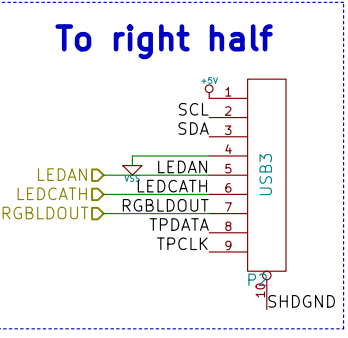 To right half
+5V
1
SCL 2
SDA 3
4
VSS
LEDAN LEDAN 5
LEDCATH LEDCATH 6
RGBLDOUT RGBLDOUT 7
TPDATA 8
TPCLK 9
USB3
P2
10
SHDGND